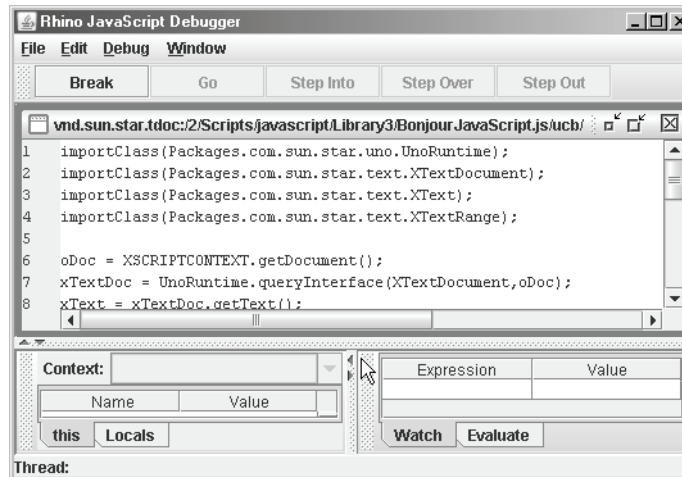 Rhino JavaScript Debugger
File Edit Debug Window
Break Go Step Into Step Over Step Out
vnd.sun.star.tdoc:/2/Scripts/javascript/Library3/BonjourJavaScript.js/ucb/
1 importClass(Packages.com.sun.star.uno.UnoRuntime);
2 importClass(Packages.com.sun.star.text.XTextDocument);
3 importClass(Packages.com.sun.star.text.XText);
4 importClass(Packages.com.sun.star.text.XTextRange);
5
6 oDoc = XSCRIPTCONTEXT.getDocument();
7 xTextDoc = UnoRuntime.queryInterface(XTextDocument,oDoc);
8 xText = xTextDoc.getText();
Context:
Name Value
this Locals
Expression Value
Watch Evaluate
Thread: